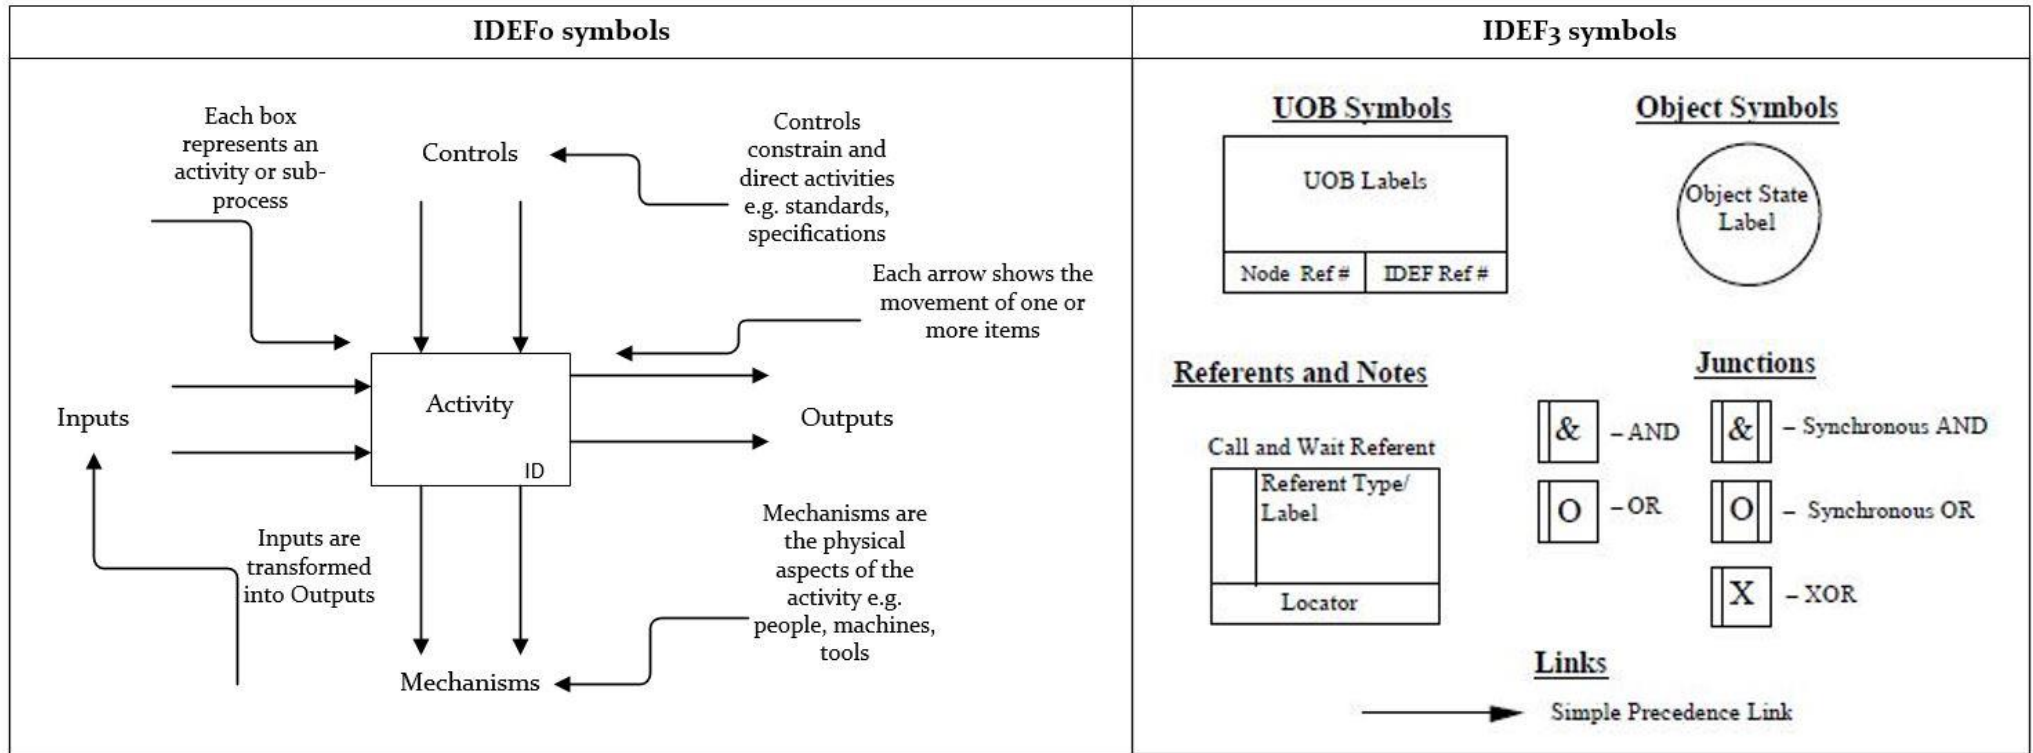 IDEF0 symbols
IDEF3 symbols
Each box
represents an
activity or sub-
process
Controls
Controls
constrain and
direct activities
e.g. standards,
specifications
Each arrow shows the
movement of one or
more items
Inputs
Activity
ID
Outputs
Inputs are
transformed
into Outputs
Mechanisms are
the physical
aspects of the
activity e.g.
people, machines,
tools
Mechanisms
UOB Symbols
UOB Labels
Node Ref #
IDEF Ref #
Object Symbols
Object State
Label
Referents and Notes
Call and Wait Referent
Referent Type/
Label
Locator
Junctions
& – AND
& – Synchronous AND
O – OR
O – Synchronous OR
X – XOR
Links
Simple Precedence Link